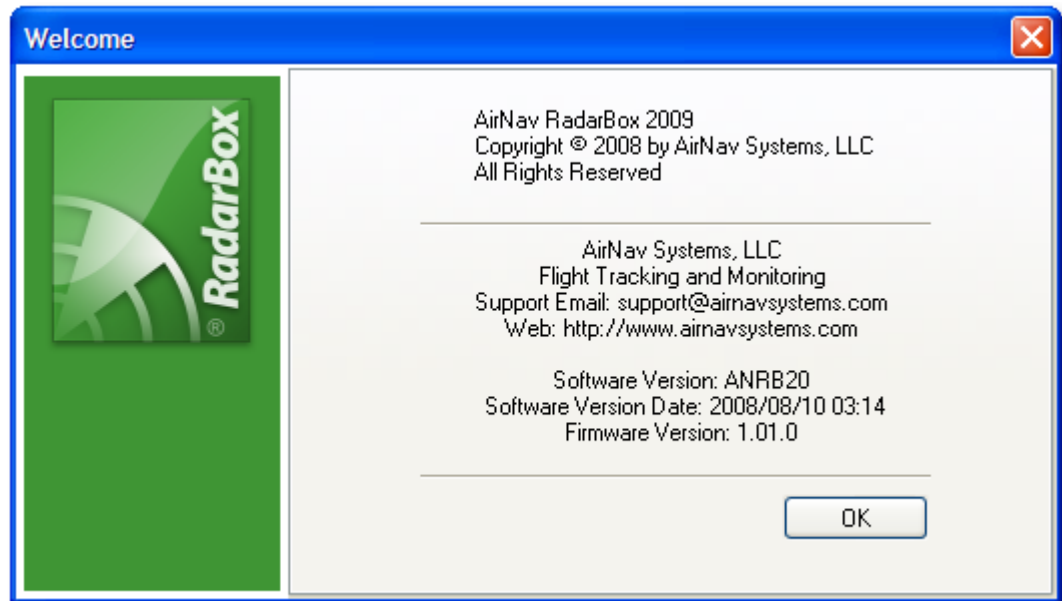 Welcome
® RadarBox
AirNav RadarBox 2009
Copyright © 2008 by AirNav Systems, LLC
All Rights Reserved
AirNav Systems, LLC
Flight Tracking and Monitoring
Support Email: support@airnavsystems.com
Web: http://www.airnavsystems.com
Software Version: ANRB20
Software Version Date: 2008/08/10 03:14
Firmware Version: 1.01.0
OK